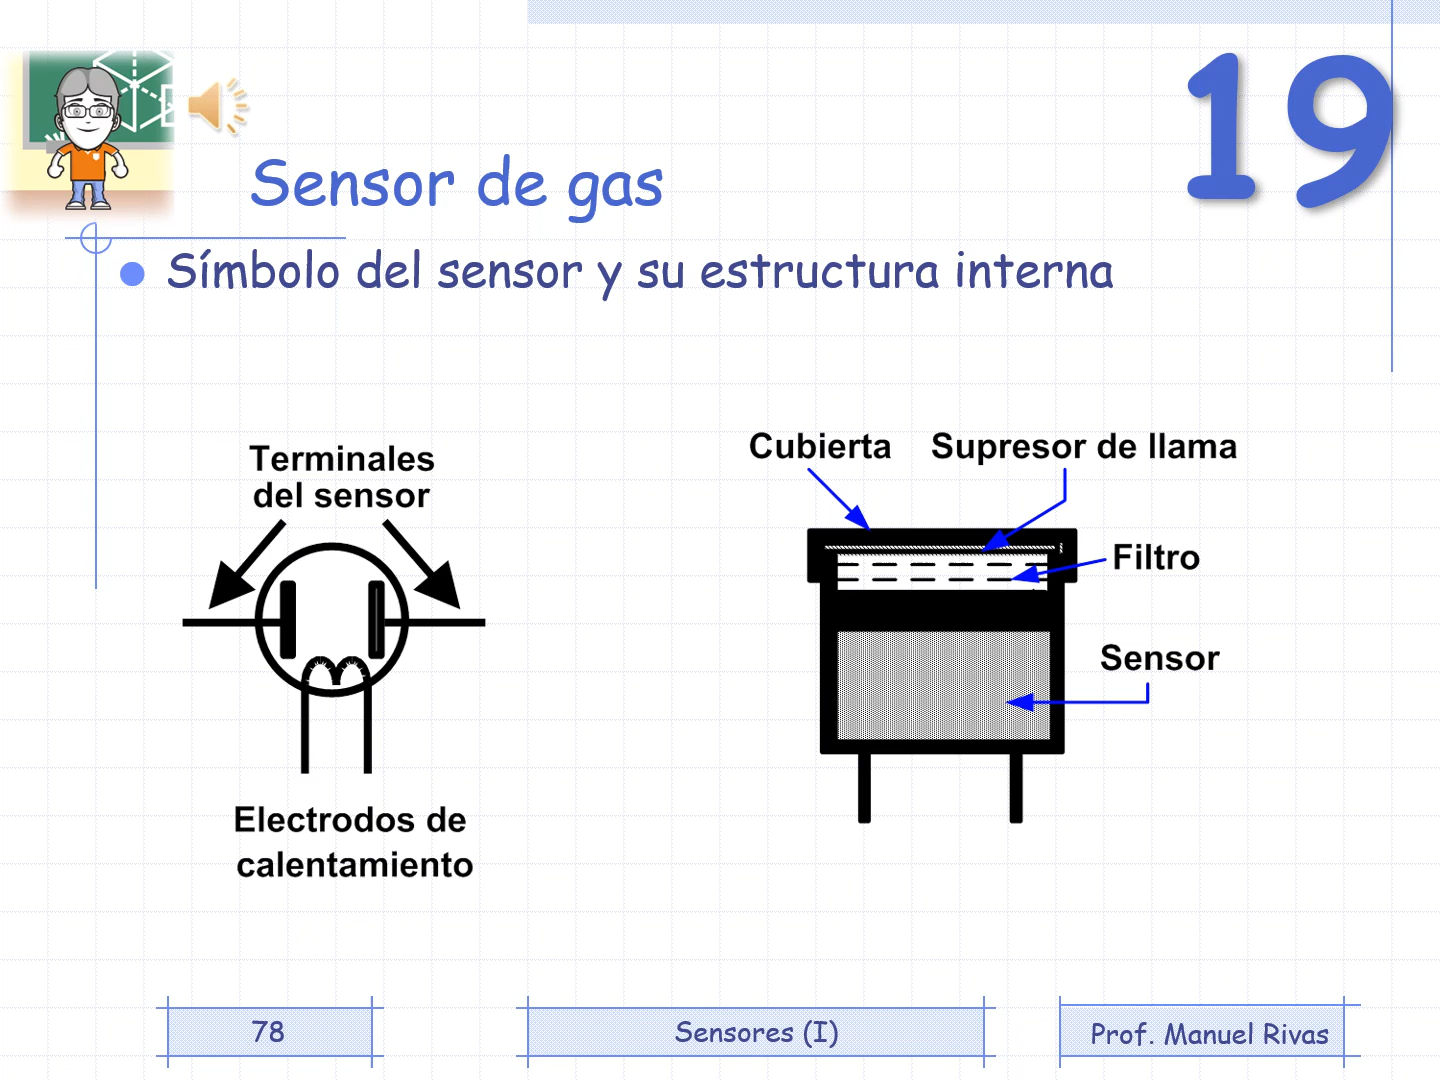 19
Sensor de gas
Símbolo del sensor y su estructura interna
Terminales
del sensor
Electrodos de
calentamiento
Cubierta
Supresor de llama
Filtro
Sensor
78
Sensores (I)
Prof. Manuel Rivas